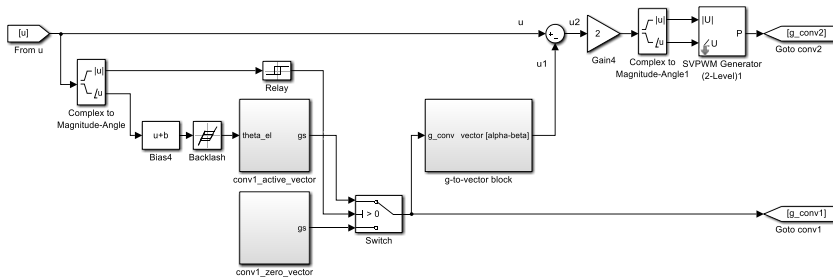 [u]
From u
u
u2
+
-
2
Gain4
|u|
∠u
Complex to
Magnitude-Angle1
|U|
∠U
P
SVPWM Generator
(2-Level)1
[g_conv2]
Goto conv2
|u|
∠u
Complex to
Magnitude-Angle
Relay
u1
u+b
Bias4
Backlash
theta_el
gs
conv1_active_vector
g_conv
vector [alpha-beta]
g-to-vector block
gs
conv1_zero_vector
> 0
Switch
[g_conv1]
Goto conv1